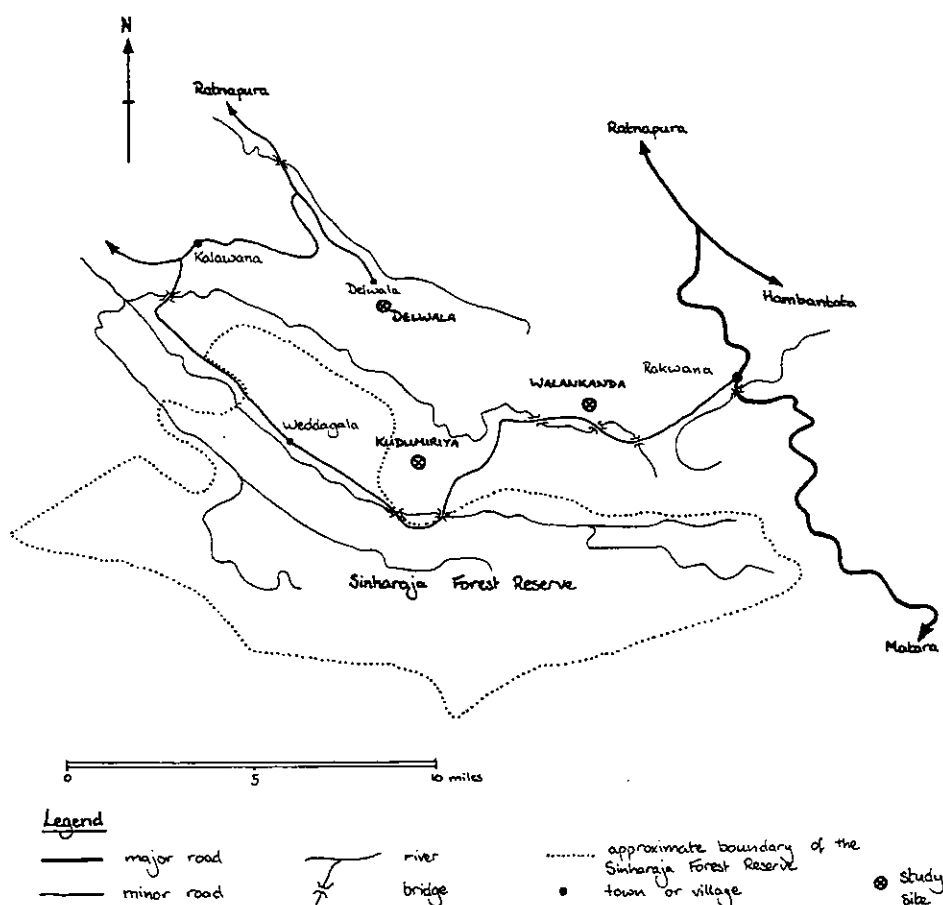 N
Ratnapura
Ratnapura
Kalawana
Delwala
DELWALA
Hambantota
Rakwana
WALANKANDA
Weddagala
KUDUMIRIYA
Sinharaja Forest Reserve
Matara
0 5 10 miles
Legend
major road
river
approximate boundary of the
Sinharaja Forest Reserve
minor road
bridge
town or village
study
site